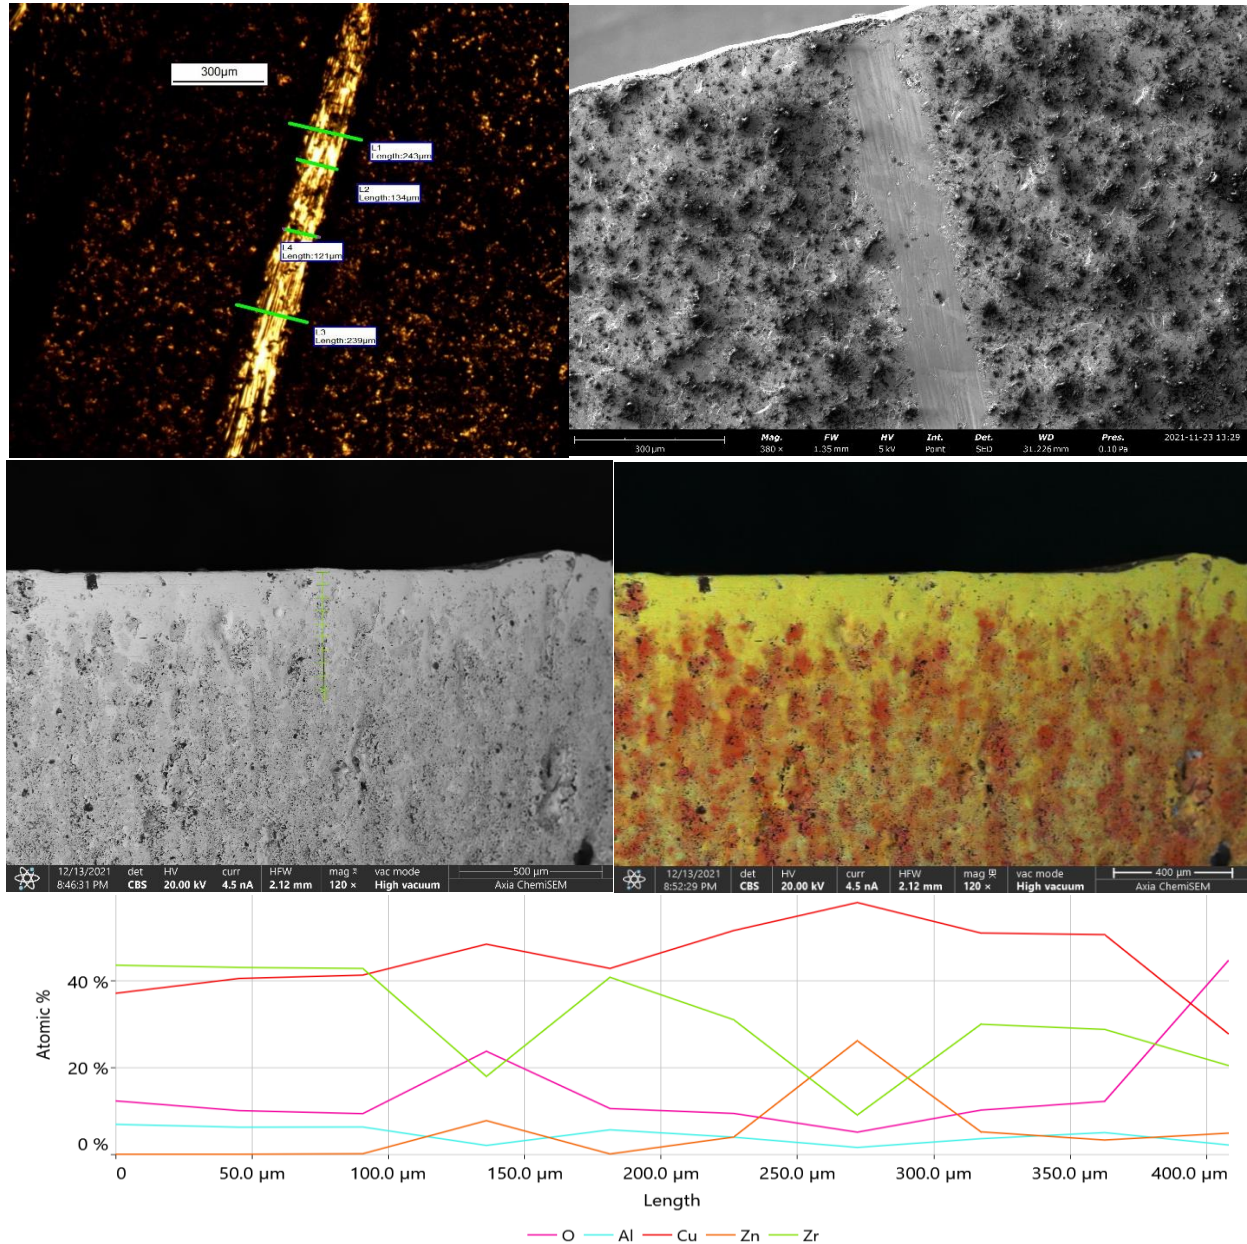 300µm
L1
Length:243µm
L2
Length:134µm
L4
Length:121µm
L3
Length:239µm
300µm
Mag. FW HV Int. Det. WD Pres. 2021-11-23 13:29
380 × 1.35 mm 5 kV Point SED 31.226 mm 0.10 Pa
12/13/2021 det HV curr HFW mag vac mode 500 µm
8:46:31 PM CBS 20.00 kV 4.5 nA 2.12 mm 120 × High vacuum Axia ChemiSEM
12/13/2021 det HV curr HFW mag vac mode 400 µm
8:52:29 PM CBS 20.00 kV 4.5 nA 2.12 mm 120 × High vacuum Axia ChemiSEM
Atomic %
40 %
20 %
0 %
0 50.0 µm 100.0 µm 150.0 µm 200.0 µm 250.0 µm 300.0 µm 350.0 µm 400.0 µm
Length
O Al Cu Zn Zr